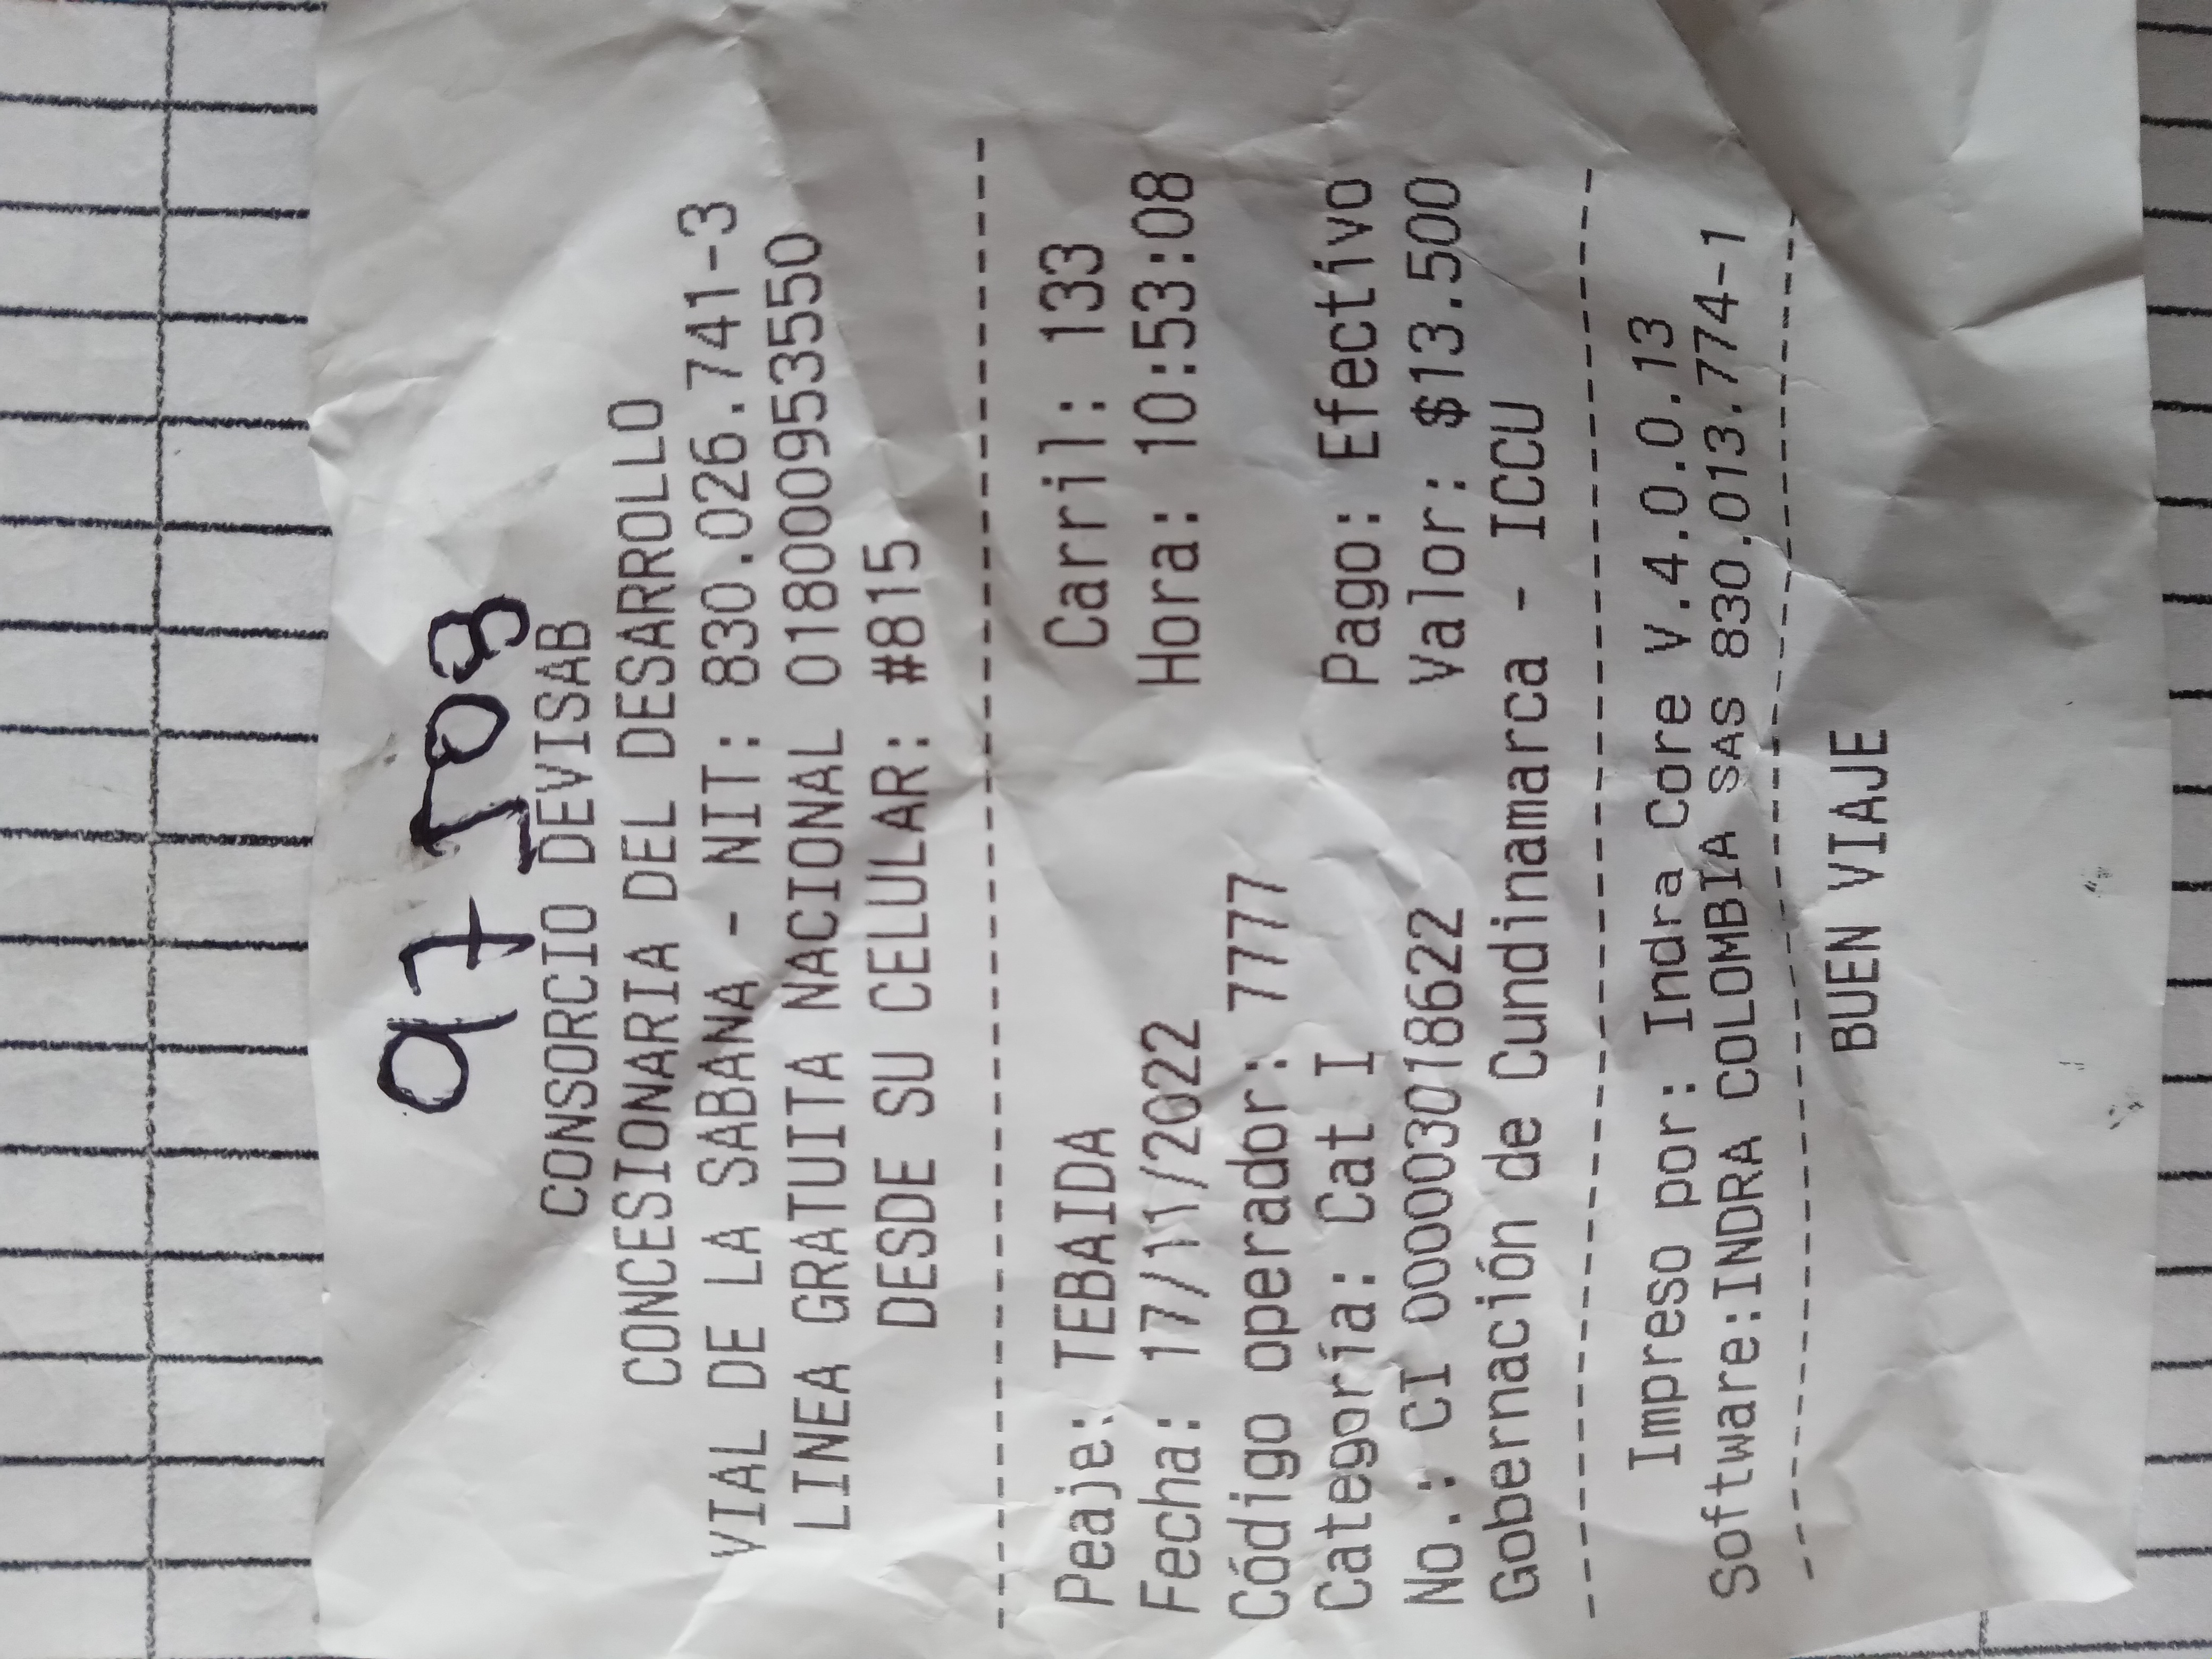 97508
CONSORCIO DEVISAB
CONCESIONARIA DEL DESARROLLO
VIAL DE LA SABANA - NIT: 830.026.741-3
LINEA GRATUITA NACIONAL 018000953550
DESDE SU CELULAR: #815
Peaje: TEBAIDA Carril: 133
Fecha: 17/11/2022 Hora: 10:53:08
Código operador: 7777
Categoría: Cat I Pago: Efectivo
No.: CI 000003018622 Valor: $13.500
Gobernación de Cundinamarca - ICCU
Impreso por: Indra Core V.4.0.0.13
Software:INDRA COLOMBIA SAS 830.013.774-1
BUEN VIAJE